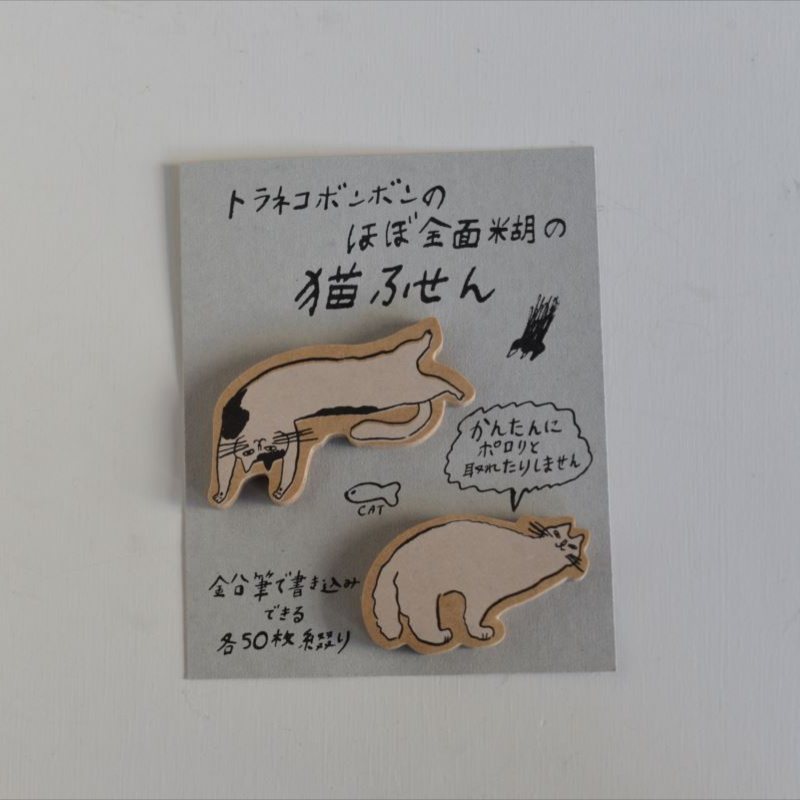 トラネコボンボンの
ほぼ全面糊の
猫ふせん
かんたんに
ポロリと
取れたりしません
CAT
鉛筆で書き込み
できる
各50枚綴り